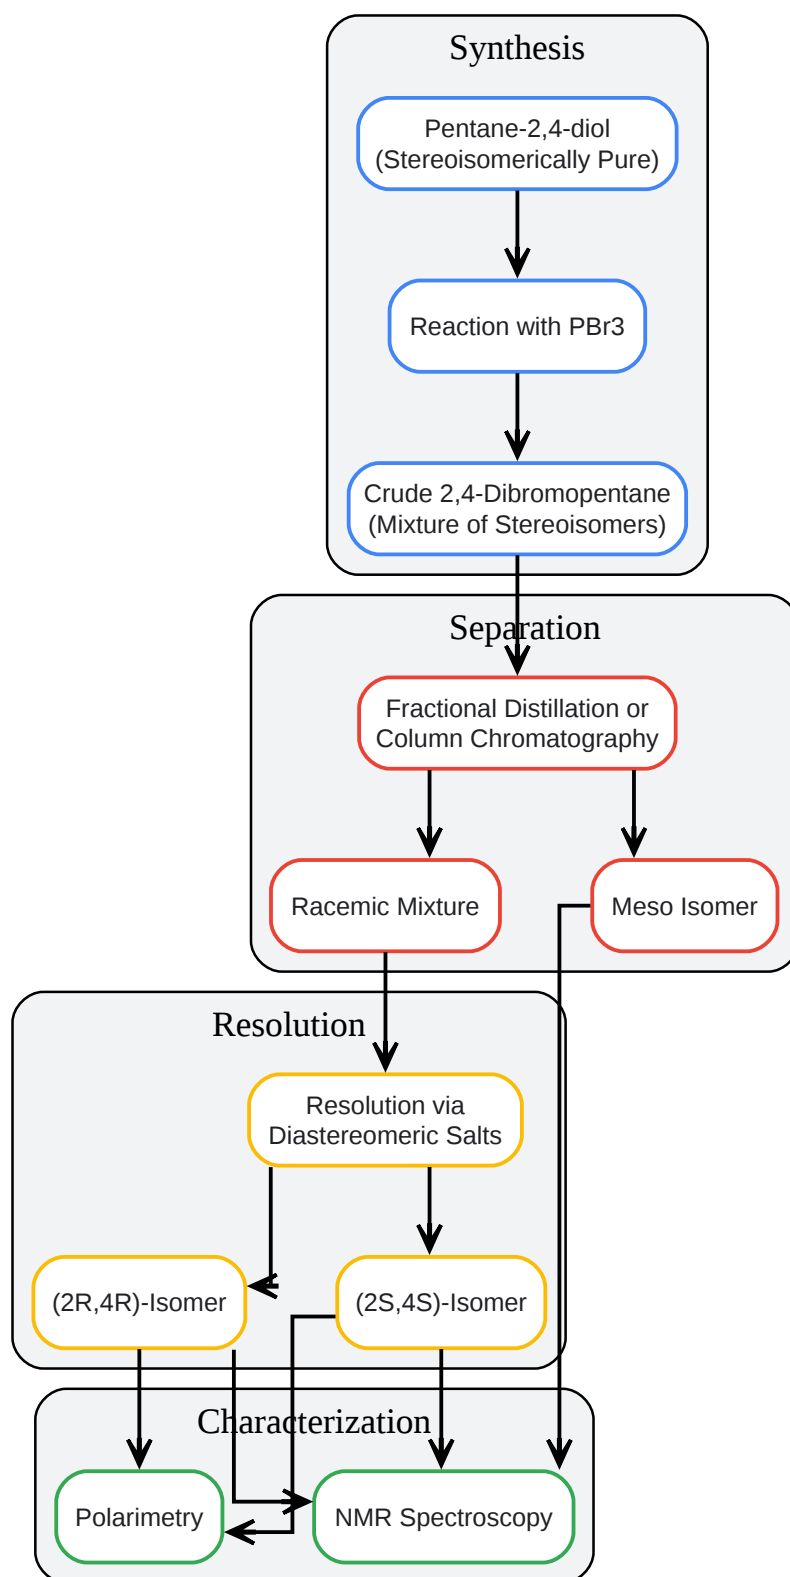 Synthesis
Pentane-2,4-diol
(Stereoisomerically Pure)
Reaction with PBr3
Crude 2,4-Dibromopentane
(Mixture of Stereoisomers)
Separation
Fractional Distillation or
Column Chromatography
Racemic Mixture
Meso Isomer
Resolution
Resolution via
Diastereomeric Salts
(2R,4R)-Isomer
(2S,4S)-Isomer
Characterization
Polarimetry
NMR Spectroscopy